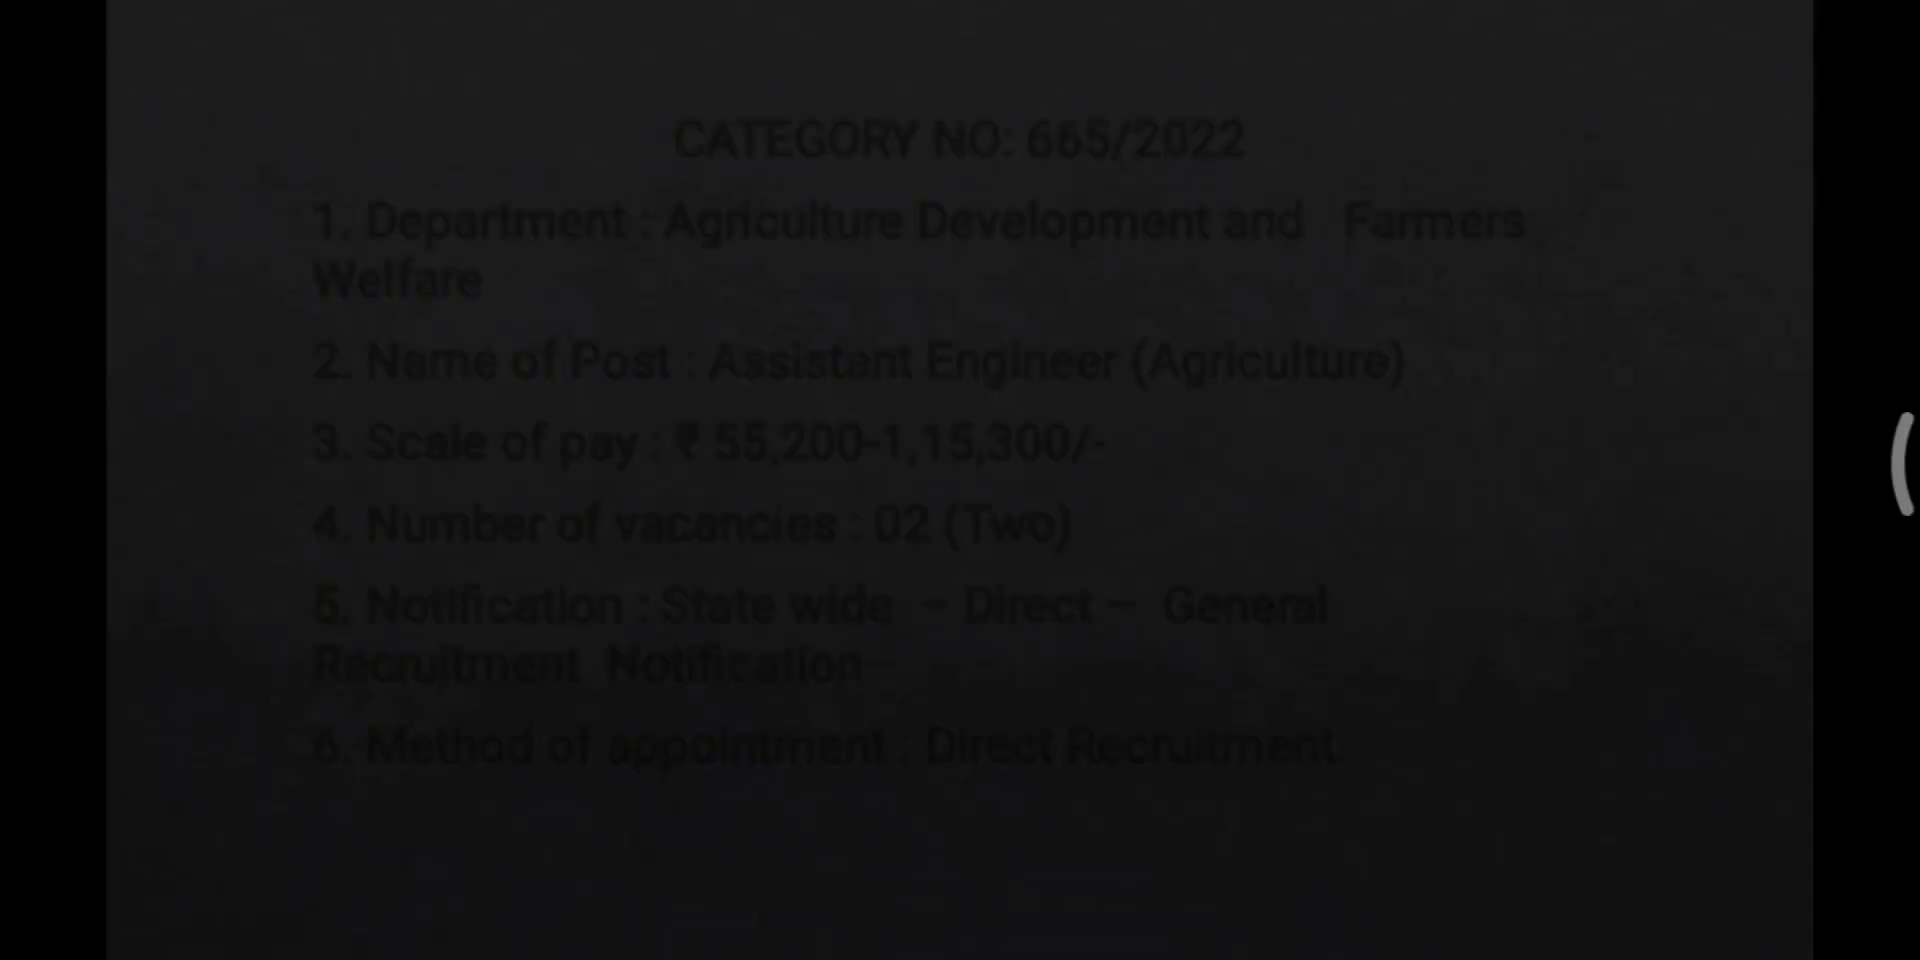 CATEGORY NO: 665/2022
1. Department : Agriculture Development and Farmers
Welfare
2. Name of Post : Assistant Engineer (Agriculture)
3. Scale of pay : ₹ 55,200-1,15,300/-
4. Number of vacancies : 02 (Two)
5. Notification : State wide – Direct – General
Recruitment Notification
6. Method of appointment : Direct Recruitment